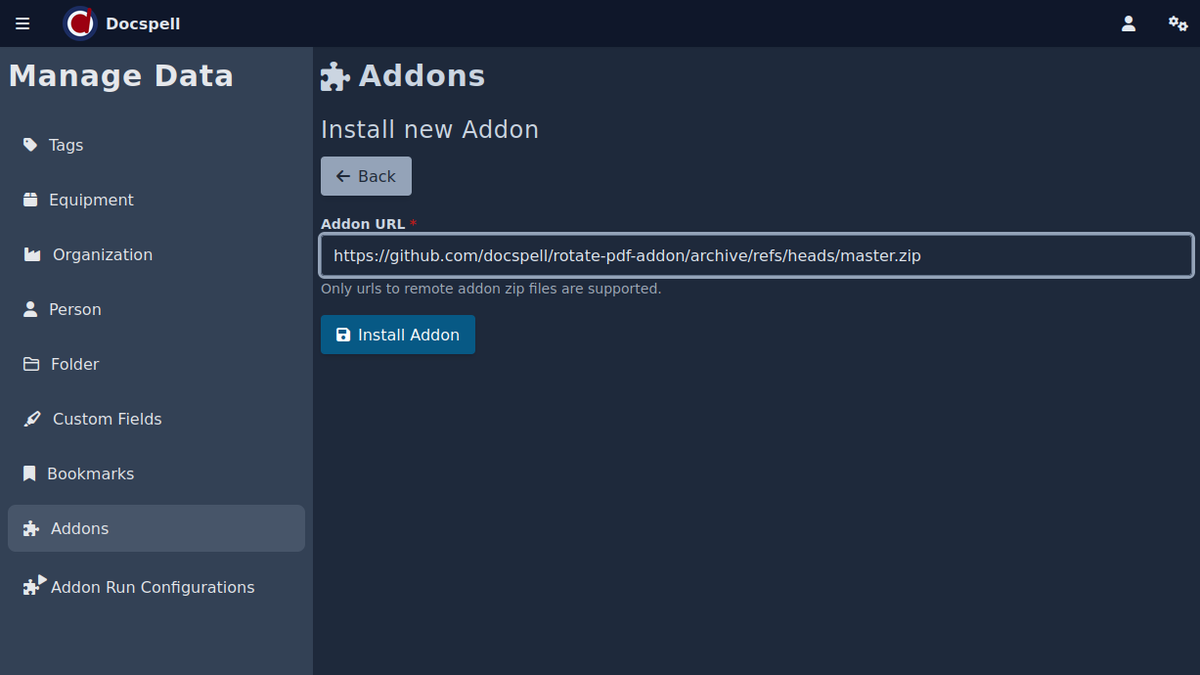 Docspell
Manage Data
Tags
Equipment
Organization
Person
Folder
Custom Fields
Bookmarks
Addons
Addon Run Configurations
Addons
Install new Addon
Back
Addon URL *
https://github.com/docspell/rotate-pdf-addon/archive/refs/heads/master.zip
Only urls to remote addon zip files are supported.
Install Addon